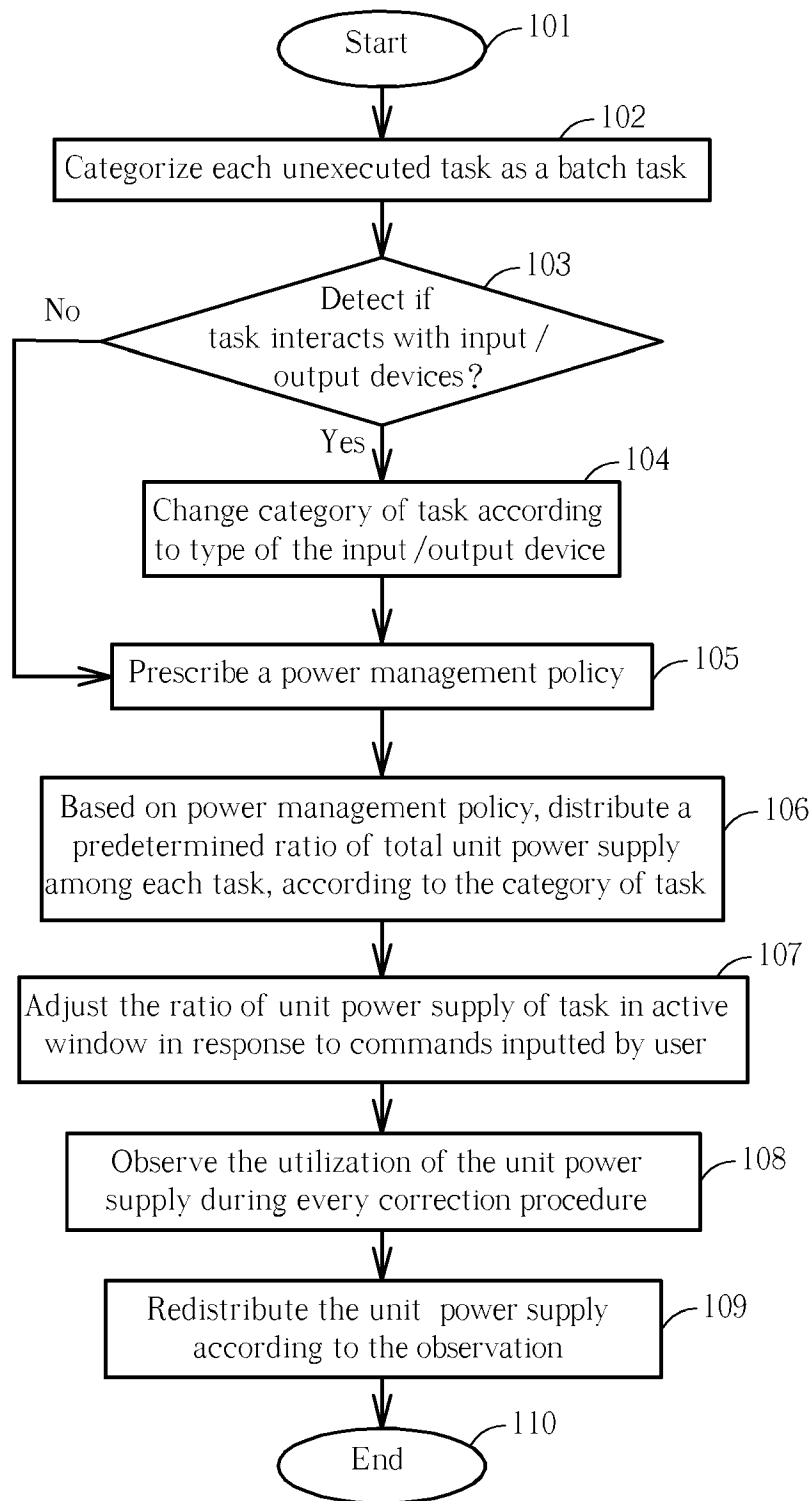 Start
101
102
Categorize each unexecuted task as a batch task
103
No
Detect if
task interacts with input /
output devices?
Yes
104
Change category of task according
to type of the input /output device
Prescribe a power management policy
105
Based on power management policy, distribute a
predetermined ratio of total unit power supply
among each task, according to the category of task
106
107
Adjust the ratio of unit power supply of task in active
window in response to commands inputted by user
Observe the utilization of the unit power
supply during every correction procedure
108
Redistribute the unit power supply
according to the observation
109
End
110